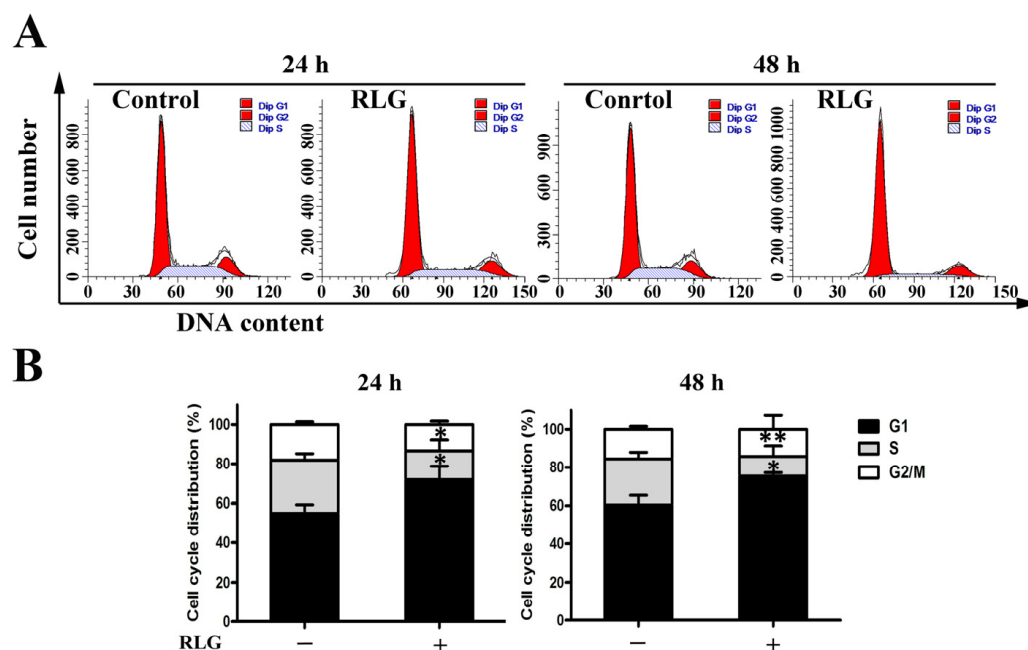 A
24 h
48 h
Control
RLG
Conrtol
RLG
Dip G1
Dip G2
Dip S
Dip G1
Dip G2
Dip S
Dip G1
Dip G2
Dip S
Dip G1
Dip G2
Dip S
Cell number
0 200 400 600 800
0 200 400 600 800
0 300 600 900
0 200 400 600 800 1000
0 30 60 90 120
0 30 60 90 120 150
0 30 60 90 120
0 30 60 90 120 150
DNA content
B
24 h
48 h
Cell cycle distribution (%)
100
80
60
40
20
0
*
*
Cell cycle distribution (%)
100
80
60
40
20
0
**
*
G1
S
G2/M
RLG − + − +